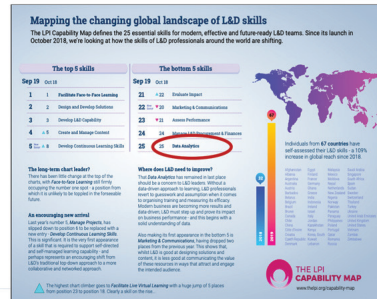 Mapping the changing global landscape of L&D skills
The LPI Capability Map defines the 25 essential skills for modern, effective and future-ready L&D teams. Since its launch in
October 2018, we're looking at how the skills of L&D professionals around the world are shifting.
The top 5 skills
Sep 19 Oct 18
1 1 Facilitate Face-to-Face Learning
2 2 Design and Develop Solutions
3 3 Develop L&D Capability
4 Create and Manage Content
5 Develop Continuous Learning Skills
The long-term chart leader?
There has been little change at the top of the
charts, with Face-to-Face Learning still firmly
occupying the number one spot - a position from
which it is unlikely to be toppled in the foreseeable
future.
An encouraging new arrival
Last year's number 5, Manage Projects, has
slipped down to position 6 to be replaced with a
new entry - Develop Continuous Learning Skills.
This is significant. It is the very first appearance
of a skill that is required to support self-directed
and self-managed learning capability - and
perhaps represents an encouraging shift from
L&D's traditional top-down approach to a more
collaborative and networked approach.
The bottom 5 skills
Sep 19 Oct 18
21 22 Evaluate Impact
22 20 Marketing & Communications
23 21 Assess Performance
24 24 Manage L&D Procurement & Finances
25 25 Data Analytics
Where does L&D need to improve?
That Data Analytics has remained in last place
should be a concern to L&D leaders. Without a
data-driven approach to learning, L&D professionals
revert to guesswork and assumption when it comes
to organising training and measuring its efficacy.
Modern business are becoming more results and
data-driven; L&D must step up and prove its impact
on business performance - and this begins with a
solid understanding of data.
Also making its first appearance in the bottom 5 is
Marketing & Communications, having dropped two
places from the previous year. This shows that,
whilst L&D is good at designing solutions and
content, it is less good at communicating the value
of these resources in ways that attract and engage
the intended audience.
67
2018
2019
Individuals from 67 countries have
self-assessed their L&D skills - a 109%
increase in global reach since 2018.
THE LPI
CAPABILITY MAP
www.thelpi.org/capability-map
The highest chart climber goes to Facilitate Live Virtual Learning with a huge jump of 5 places
from position 23 to position 18. Clearly a skill on the rise...